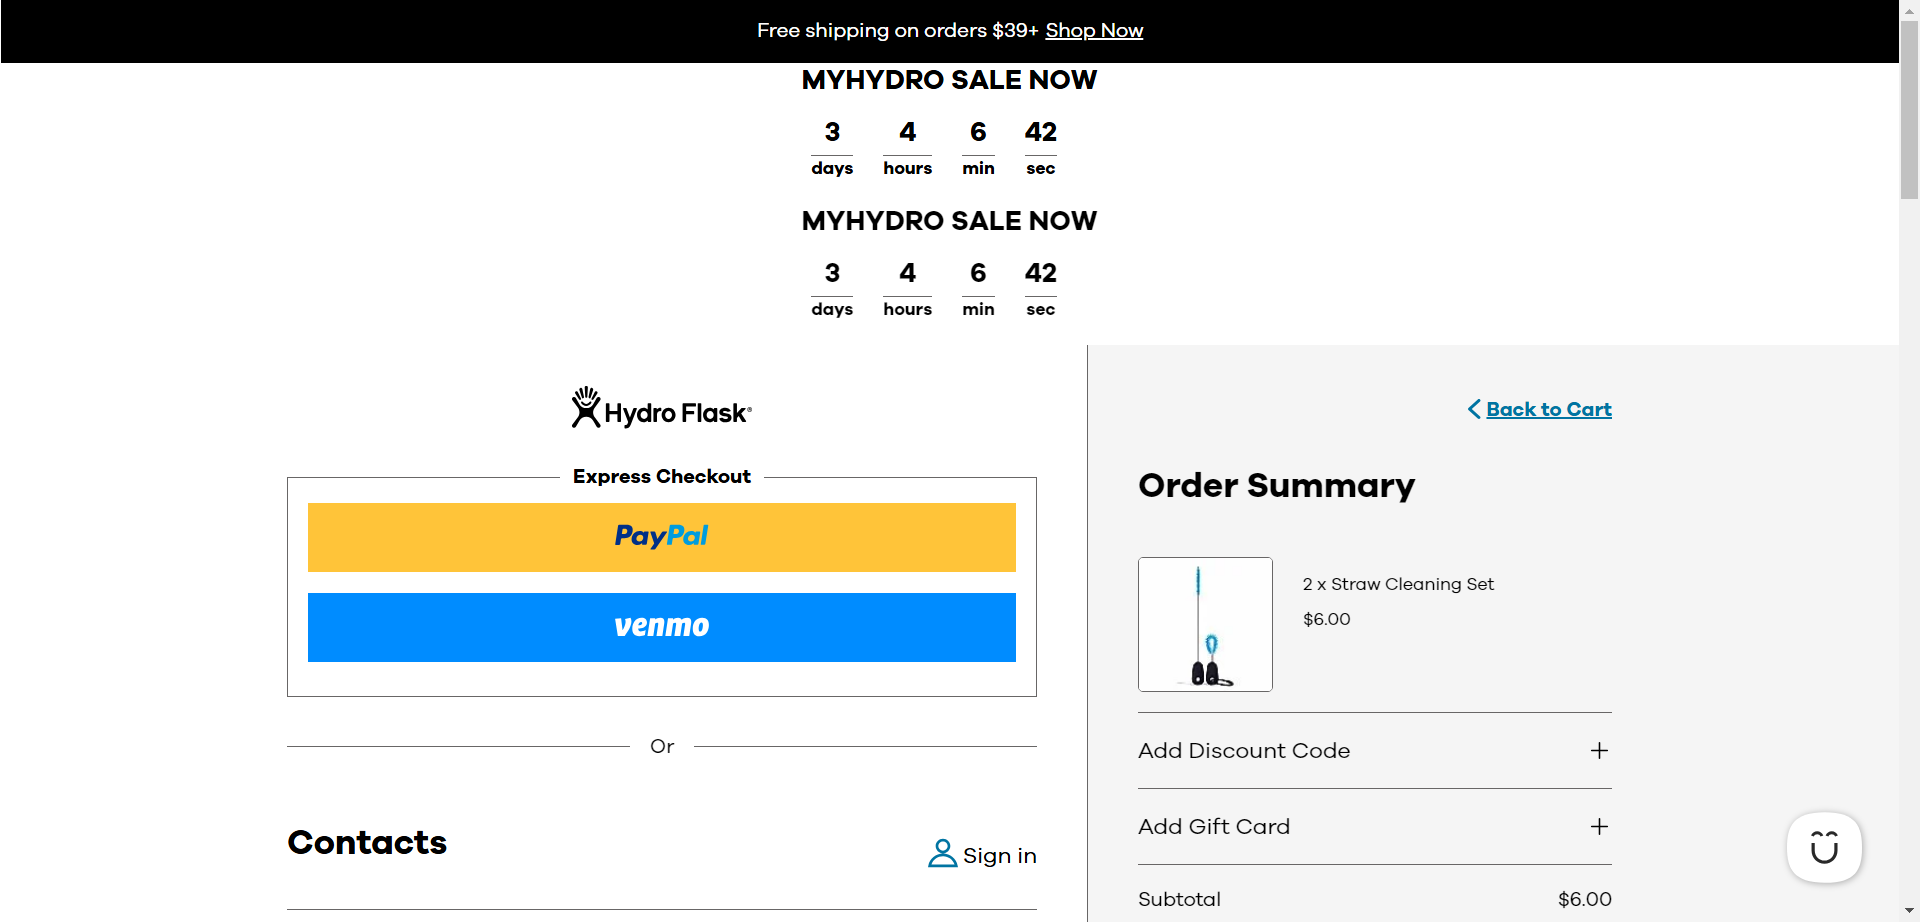 Free shipping on orders $39+ Shop Now
MYHYDRO SALE NOW
3 4 6 42
days hours min sec
MYHYDRO SALE NOW
3 4 6 42
days hours min sec
Hydro Flask®
Back to Cart
Express Checkout
PayPal
venmo
Or
Contacts
Sign in
Order Summary
2 x Straw Cleaning Set
$6.00
Add Discount Code
Add Gift Card
Subtotal $6.00